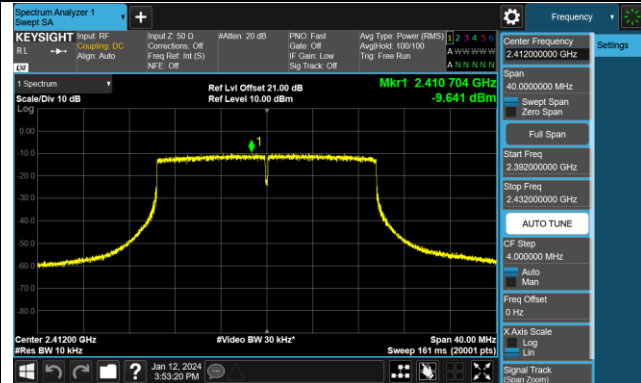 Spectrum Analyzer 1
Swept SA
Frequency
KEYSIGHT
RL
LXI
Input: RF
Coupling: DC
Align: Auto
Input Z: 50 Ω
Corrections: Off
Freq Ref: Int (S)
NFE: Off
#Atten: 20 dB
PNO: Fast
Gate: Off
IF Gain: Low
Sig Track: Off
Avg Type: Power (RMS)
Avg|Hold: 100/100
Trig: Free Run
1 2 3 4 5 6
A W W W W W
A N N N N N
1 Spectrum
Scale/Div 10 dB
Log
Ref Lvl Offset 21.00 dB
Ref Level 10.00 dBm
Mkr1 2.410 704 GHz
-9.641 dBm
1
0.00
-10.0
-20.0
-30.0
-40.0
-50.0
-60.0
-70.0
-80.0
Center 2.41200 GHz
#Res BW 10 kHz
#Video BW 30 kHz*
Span 40.00 MHz
Sweep 161 ms (20001 pts)
Jan 12, 2024
3:53:20 PM
Center Frequency
2.412000000 GHz
Span
40.0000000 MHz
Swept Span
Zero Span
Full Span
Start Freq
2.392000000 GHz
Stop Freq
2.432000000 GHz
AUTO TUNE
CF Step
4.000000 MHz
Auto
Man
Freq Offset
0 Hz
X Axis Scale
Log
Lin
Signal Track
(Span Zoom)
Settings